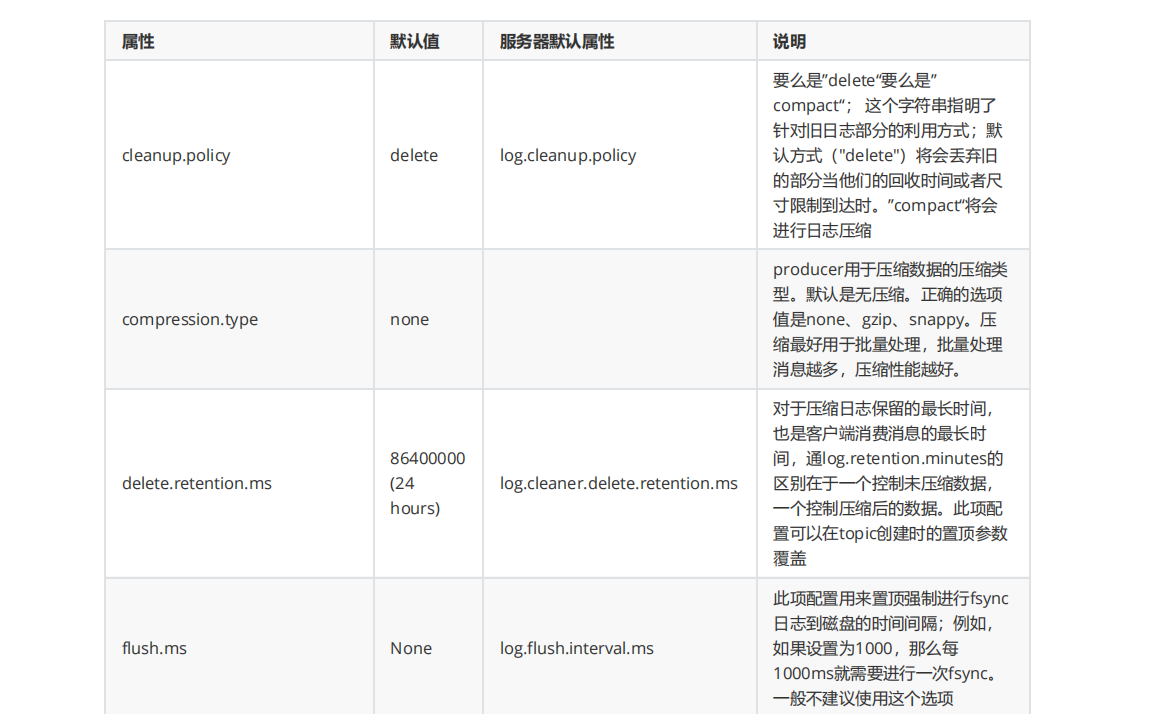 属性 默认值 服务器默认属性 说明
cleanup.policy delete log.cleanup.policy
要么是”delete“要么是”
compact“； 这个字符串指明了
针对旧日志部分的利用方式；默
认方式（"delete"）将会丢弃旧
的部分当他们的回收时间或者尺
寸限制到达时。”compact“将会
进行日志压缩
compression.type none
producer用于压缩数据的压缩类
型。默认是无压缩。正确的选项
值是none、gzip、snappy。压
缩最好用于批量处理，批量处理
消息越多，压缩性能越好。
delete.retention.ms
86400000
(24
hours)
log.cleaner.delete.retention.ms
对于压缩日志保留的最长时间，
也是客户端消费消息的最长时
间，通log.retention.minutes的
区别在于一个控制未压缩数据，
一个控制压缩后的数据。此项配
置可以在topic创建时的置顶参数
覆盖
flush.ms None log.flush.interval.ms
此项配置用来置顶强制进行fsync
日志到磁盘的时间间隔；例如，
如果设置为1000，那么每
1000ms就需要进行一次fsync。
一般不建议使用这个选项